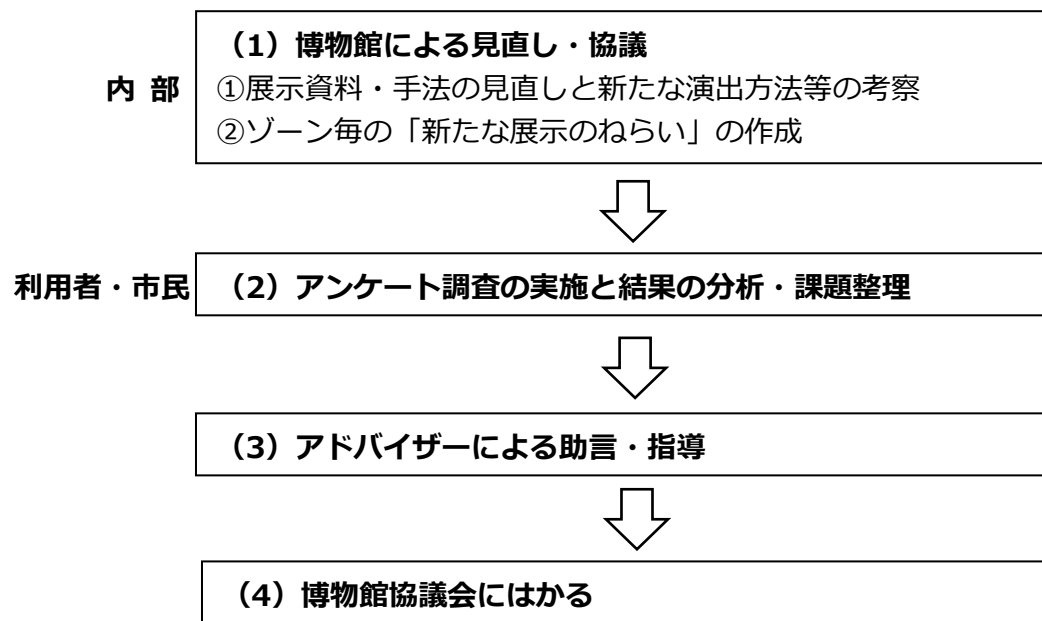 （1）博物館による見直し・協議
内 部
①展示資料・手法の見直しと新たな演出方法等の考察
②ゾーン毎の「新たな展示のねらい」の作成
利用者・市民
（2）アンケート調査の実施と結果の分析・課題整理
（3）アドバイザーによる助言・指導
（4）博物館協議会にはかる